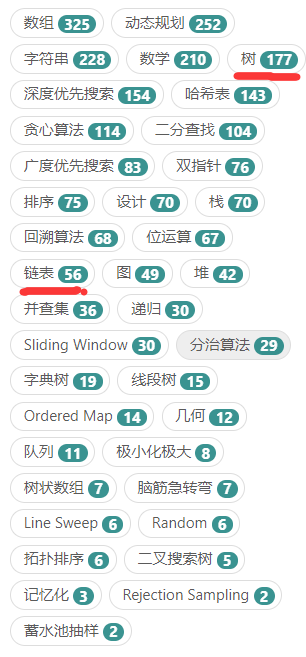 数组 325 动态规划 252
字符串 228 数学 210 树 177
深度优先搜索 154 哈希表 143
贪心算法 114 二分查找 104
广度优先搜索 83 双指针 76
排序 75 设计 70 栈 70
回溯算法 68 位运算 67
链表 56 图 49 堆 42
并查集 36 递归 30
Sliding Window 30 分治算法 29
字典树 19 线段树 15
Ordered Map 14 几何 12
队列 11 极小化极大 8
树状数组 7 脑筋急转弯 7
Line Sweep 6 Random 6
拓扑排序 6 二叉搜索树 5
记忆化 3 Rejection Sampling 2
蓄水池抽样 2